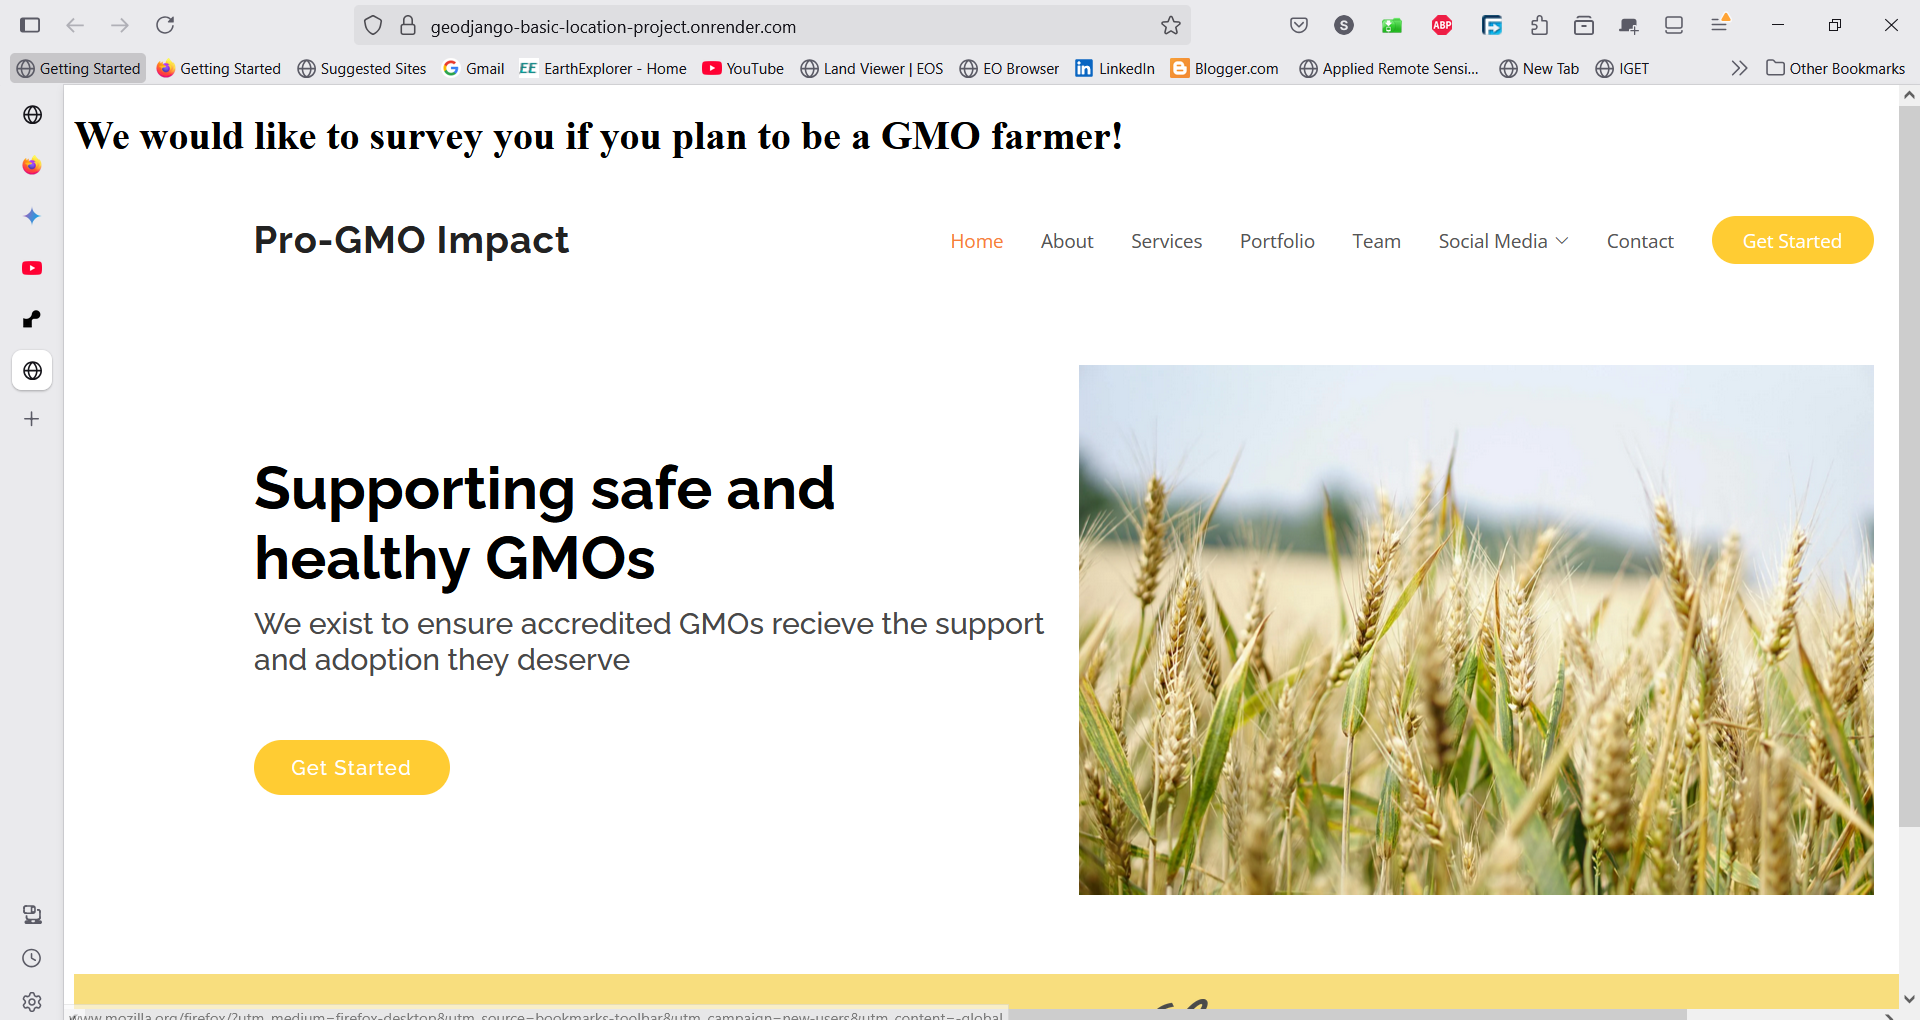 geodjango-basic-location-project.onrender.com
S
ABP
Getting Started
Getting Started
Suggested Sites
G Gmail
EE EarthExplorer - Home
YouTube
Land Viewer | EOS
EO Browser
in LinkedIn
Blogger.com
Applied Remote Sensi...
New Tab
IGET
Other Bookmarks
We would like to survey you if you plan to be a GMO farmer!
Pro-GMO Impact
Home
About
Services
Portfolio
Team
Social Media
Contact
Get Started
Supporting safe and
healthy GMOs
We exist to ensure accredited GMOs recieve the support
and adoption they deserve
Get Started
www.mozilla.org/firefox/?utm_medium=firefox-desktop&utm_source=bookmarks-toolbar&utm_campaign=new-users&utm_content=-global